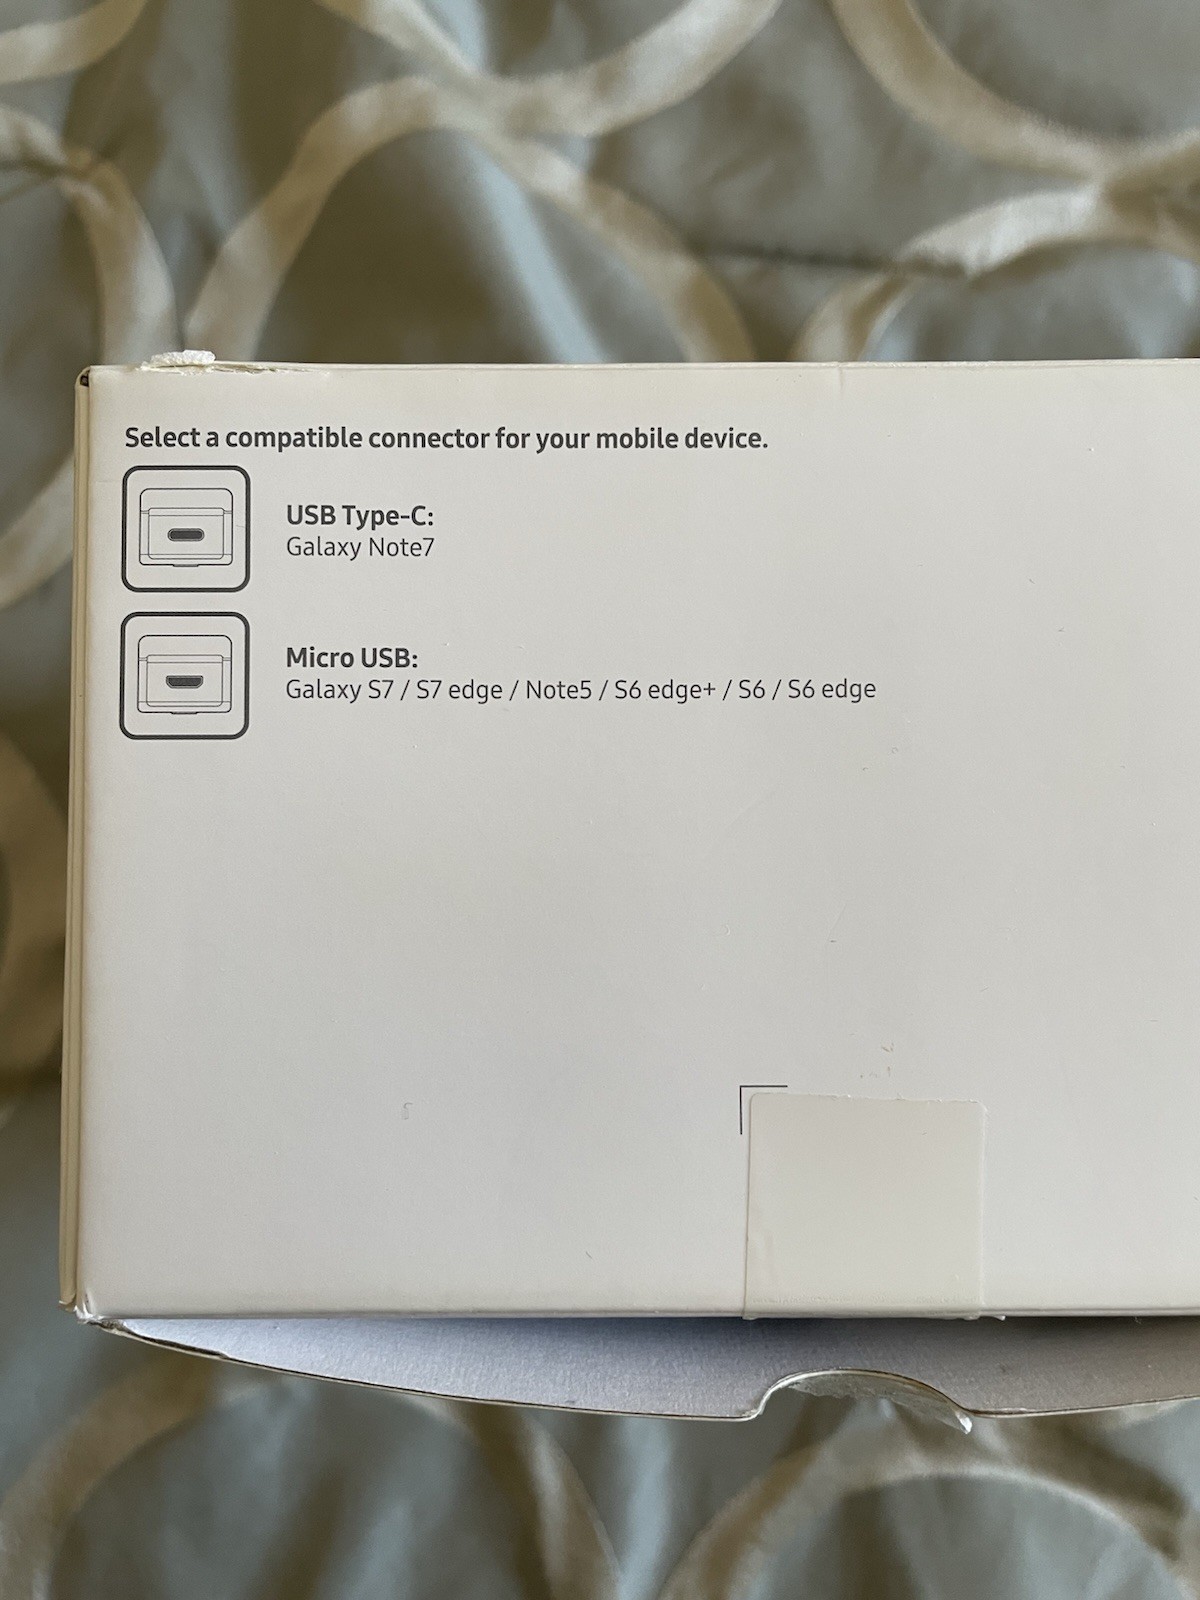 Select a compatible connector for your mobile device.
USB Type-C:
Galaxy Note7
Micro USB:
Galaxy S7 / S7 edge / Note5 / S6 edge+ / S6 / S6 edge